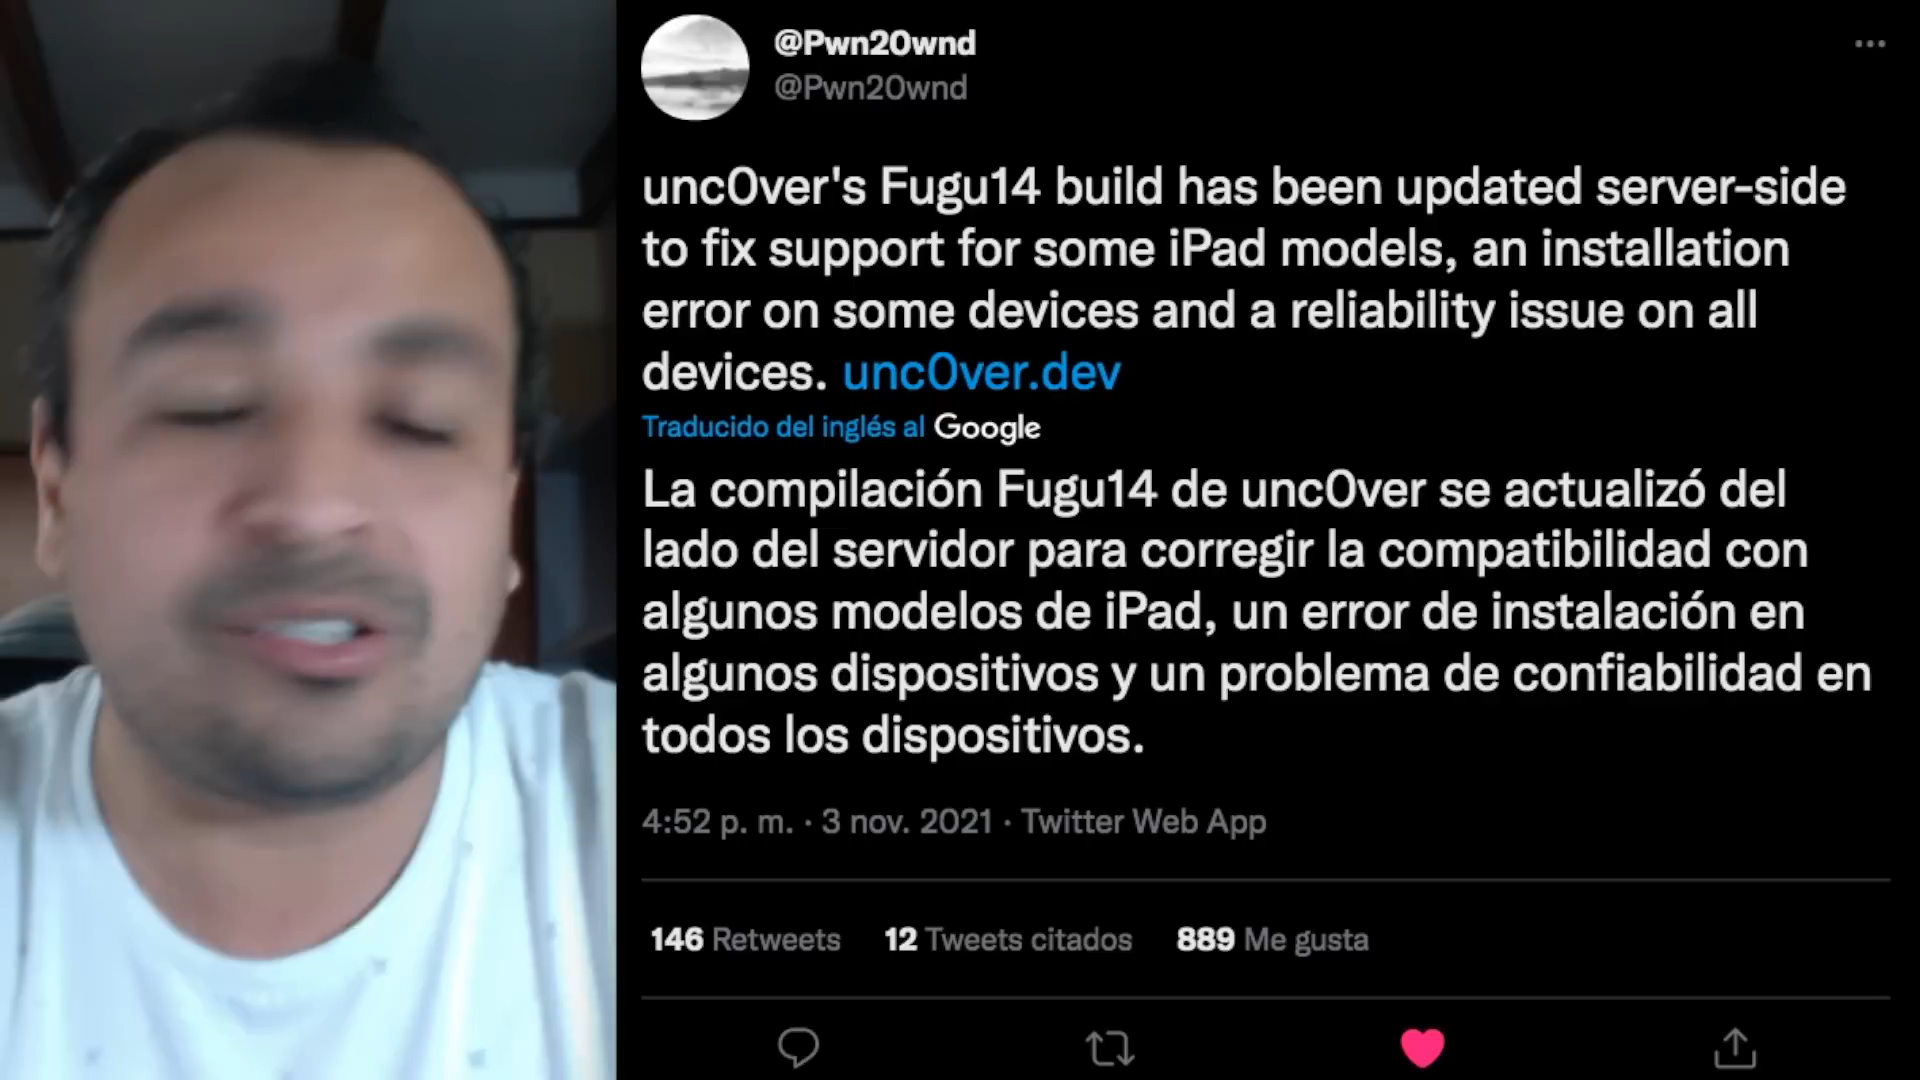 @Pwn20wnd
@Pwn20wnd
unc0ver's Fugu14 build has been updated server-side
to fix support for some iPad models, an installation
error on some devices and a reliability issue on all
devices. unc0ver.dev
Traducido del inglés al Google
La compilación Fugu14 de unc0ver se actualizó del
lado del servidor para corregir la compatibilidad con
algunos modelos de iPad, un error de instalación en
algunos dispositivos y un problema de confiabilidad en
todos los dispositivos.
4:52 p. m. · 3 nov. 2021 · Twitter Web App
146 Retweets 12 Tweets citados 889 Me gusta